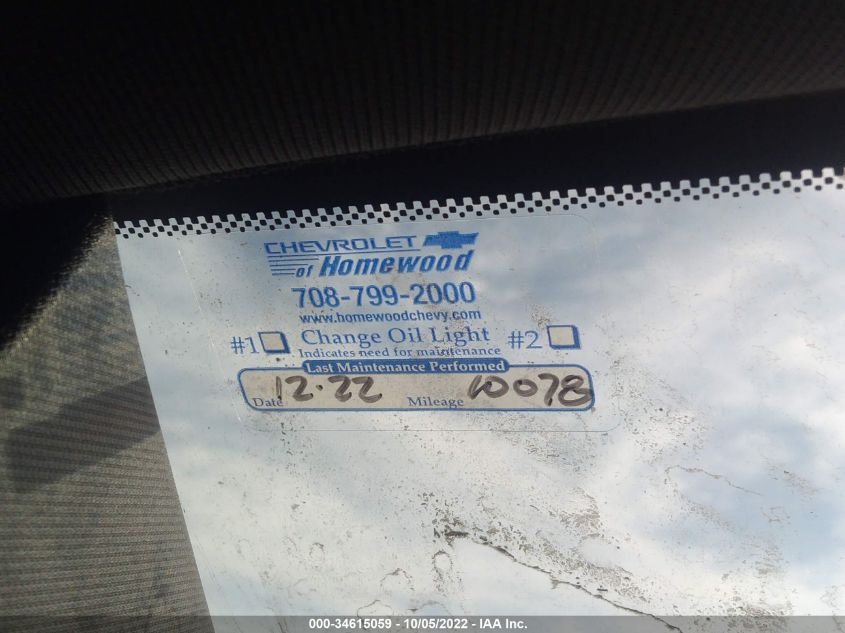 CHEVROLET
of Homewood
708-799-2000
www.homewoodchevy.com
#1 Change Oil Light #2
Indicates need for maintenance
Last Maintenance Performed
Date 12.22 Mileage 60078
000-34615059 - 10/05/2022 - IAA Inc.